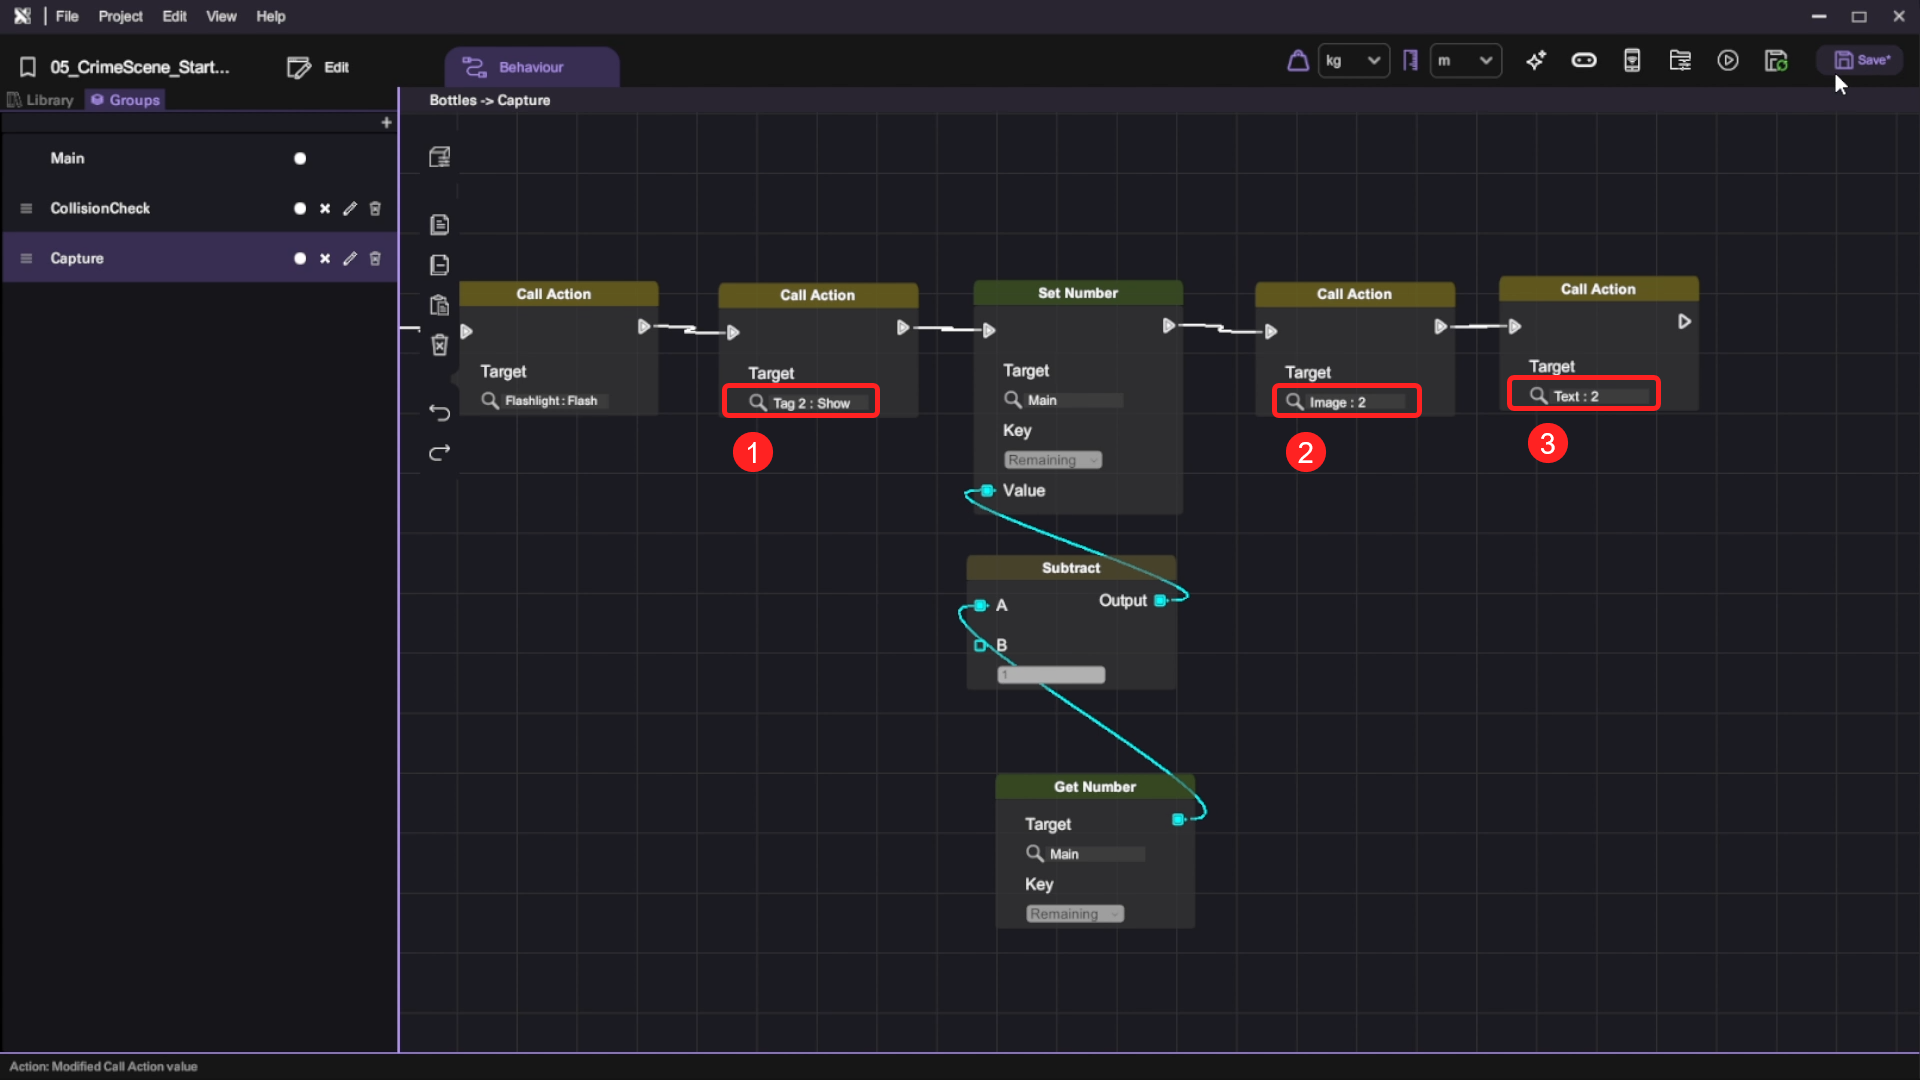 File Project Edit View Help
05_CrimeScene_Start... Edit Behaviour kg m Save*
Library Groups Bottles -> Capture
+
Main
CollisionCheck
Capture
Call Action
Target
Flashlight : Flash
Call Action
Target
Tag 2 : Show
1
Set Number
Target
Main
Key
Remaining
Value
Call Action
Target
Image : 2
2
Call Action
Target
Text : 2
3
Subtract
A Output
B
1
Get Number
Target
Main
Key
Remaining
Action: Modified Call Action value